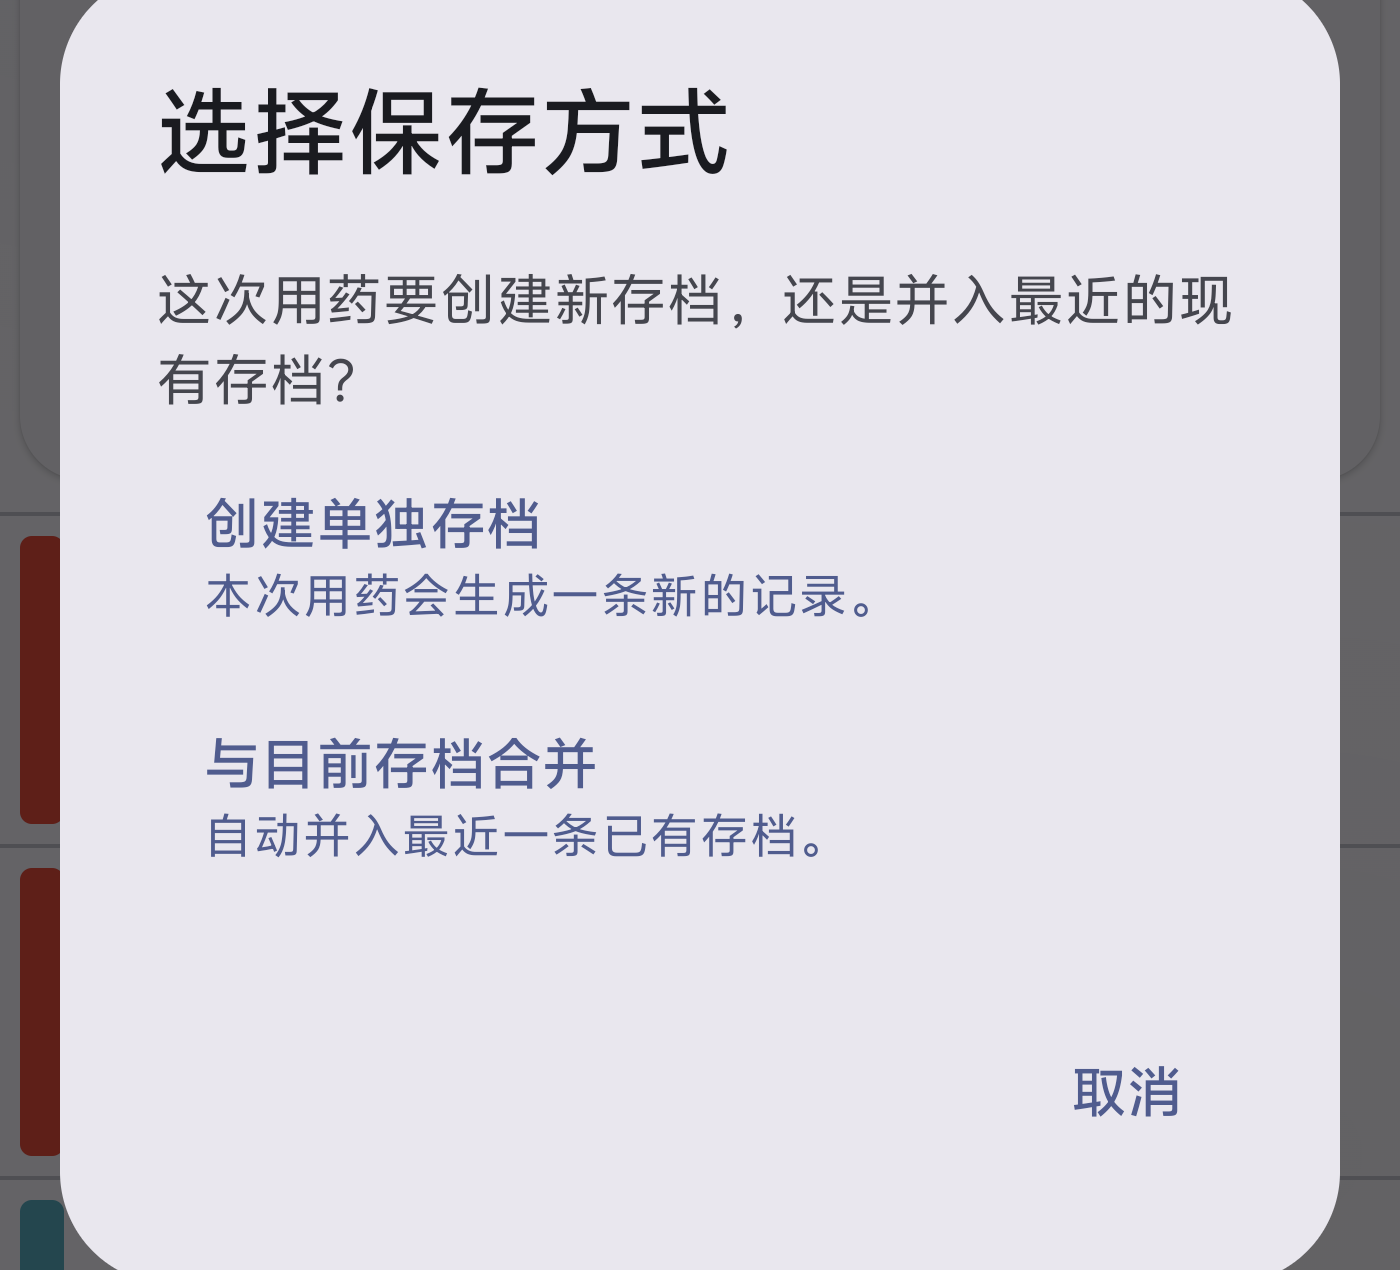 选择保存方式
这次用药要创建新存档，还是并入最近的现
有存档？
创建单独存档
本次用药会生成一条新的记录。
与目前存档合并
自动并入最近一条已有存档。
取消